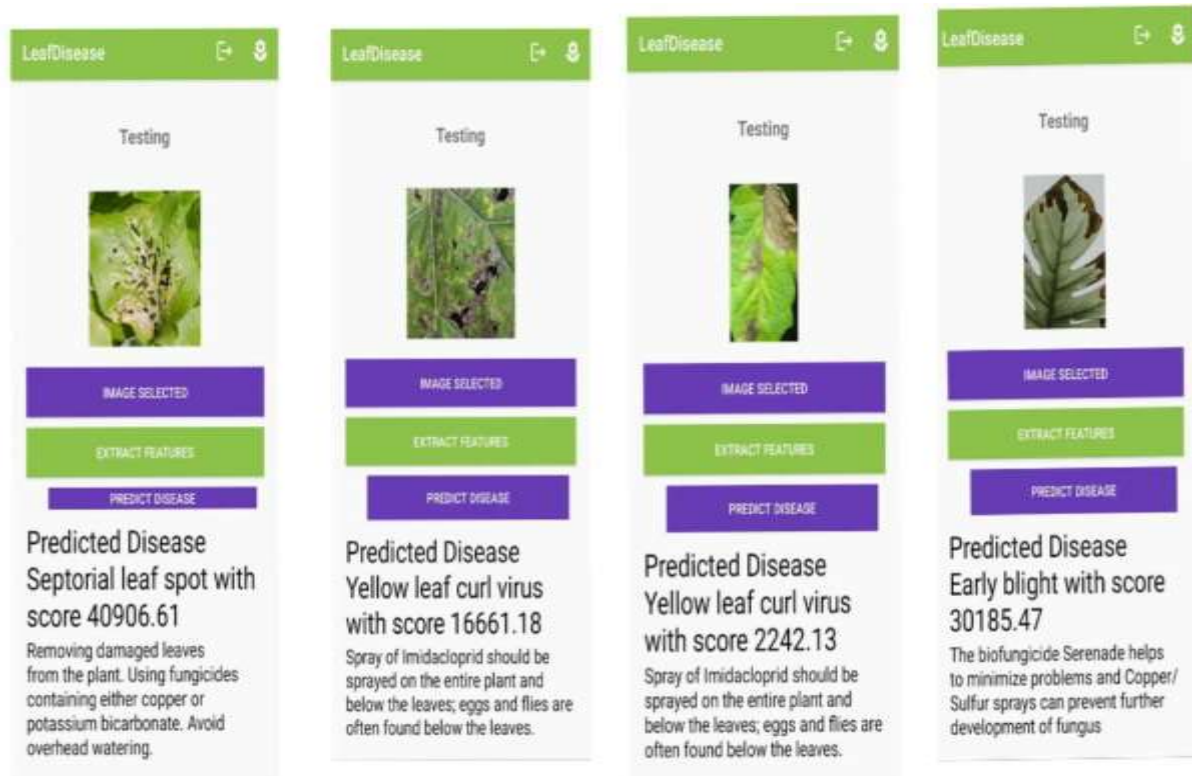 LeafDisease
Testing
IMAGE SELECTED
EXTRACT FEATURES
PREDICT DISEASE
Predicted Disease
Septorial leaf spot with
score 40906.61
Removing damaged leaves
from the plant. Using fungicides
containing either copper or
potassium bicarbonate. Avoid
overhead watering.
LeafDisease
Testing
IMAGE SELECTED
EXTRACT FEATURES
PREDICT DISEASE
Predicted Disease
Yellow leaf curl virus
with score 16661.18
Spray of Imidacloprid should be
sprayed on the entire plant and
below the leaves; eggs and flies are
often found below the leaves.
LeafDisease
Testing
IMAGE SELECTED
EXTRACT FEATURES
PREDICT DISEASE
Predicted Disease
Yellow leaf curl virus
with score 2242.13
Spray of Imidacloprid should be
sprayed on the entire plant and
below the leaves; eggs and flies are
often found below the leaves.
LeafDisease
Testing
IMAGE SELECTED
EXTRACT FEATURES
PREDICT DISEASE
Predicted Disease
Early blight with score
30185.47
The biofungicide Serenade helps
to minimize problems and Copper/
Sulfur sprays can prevent further
development of fungus